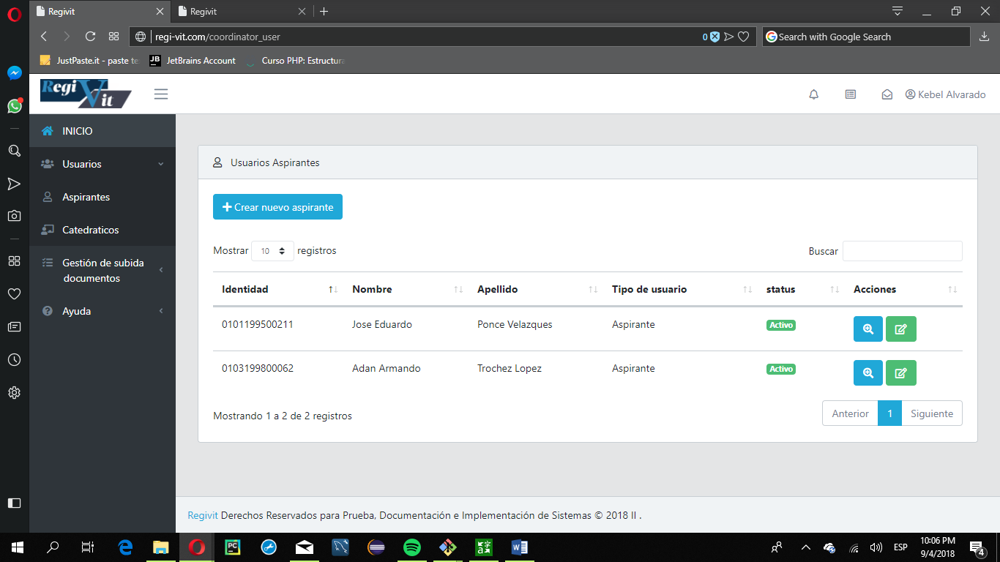 Regivit
Regivit
regi-vit.com/coordinator_user
0
Search with Google Search
JustPaste.it - paste te
JB
JetBrains Account
Curso PHP: Estructura
Regi Vit
Kebel Alvarado
INICIO
Usuarios
Aspirantes
Catedraticos
Gestión de subida
documentos
Ayuda
Usuarios Aspirantes
Crear nuevo aspirante
Mostrar 10 registros
Buscar
Identidad Nombre Apellido Tipo de usuario status Acciones
0101199500211 Jose Eduardo Ponce Velazques Aspirante Activo
0103199800062 Adan Armando Trochez Lopez Aspirante Activo
Mostrando 1 a 2 de 2 registros
Anterior 1 Siguiente
Regivit Derechos Reservados para Prueba, Documentación e Implementación de Sistemas © 2018 II .
PC
ESP
10:06 PM
9/4/2018
4